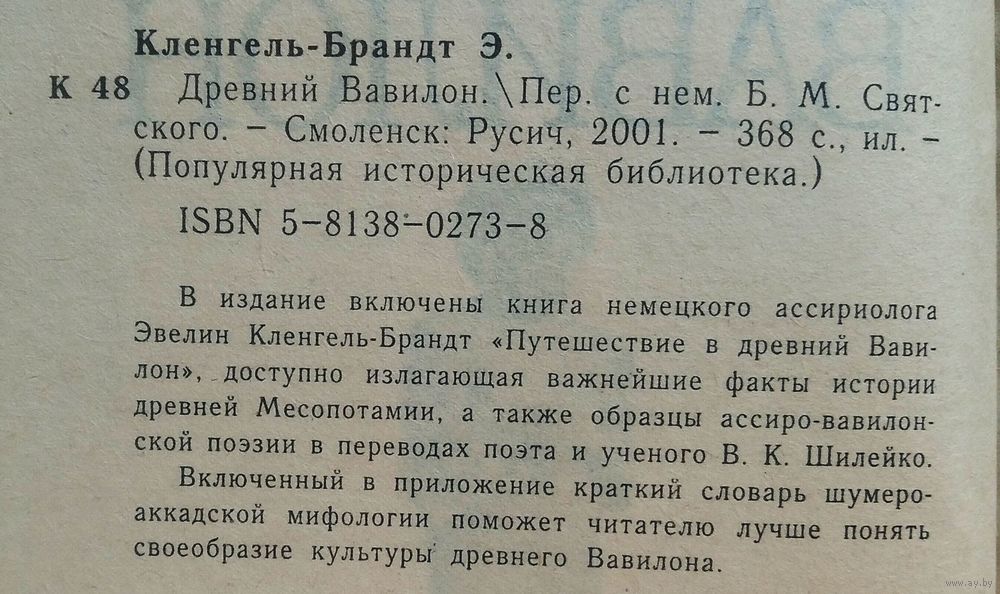 Кленгель-Брандт Э.
К 48 Древний Вавилон.\Пер. с нем. Б. М. Свят-
ского. – Смоленск: Русич, 2001. – 368 с., ил. –
(Популярная историческая библиотека.)
ISBN 5–8138–0273–8
В издание включены книга немецкого ассириолога
Эвелин Кленгель-Брандт «Путешествие в древний Вави-
лон», доступно излагающая важнейшие факты истории
древней Месопотамии, а также образцы ассиро-вавилон-
ской поэзии в переводах поэта и ученого В. К. Шилейко.
Включенный в приложение краткий словарь шумеро-
аккадской мифологии поможет читателю лучше понять
своеобразие культуры древнего Вавилона.
www.ay.by